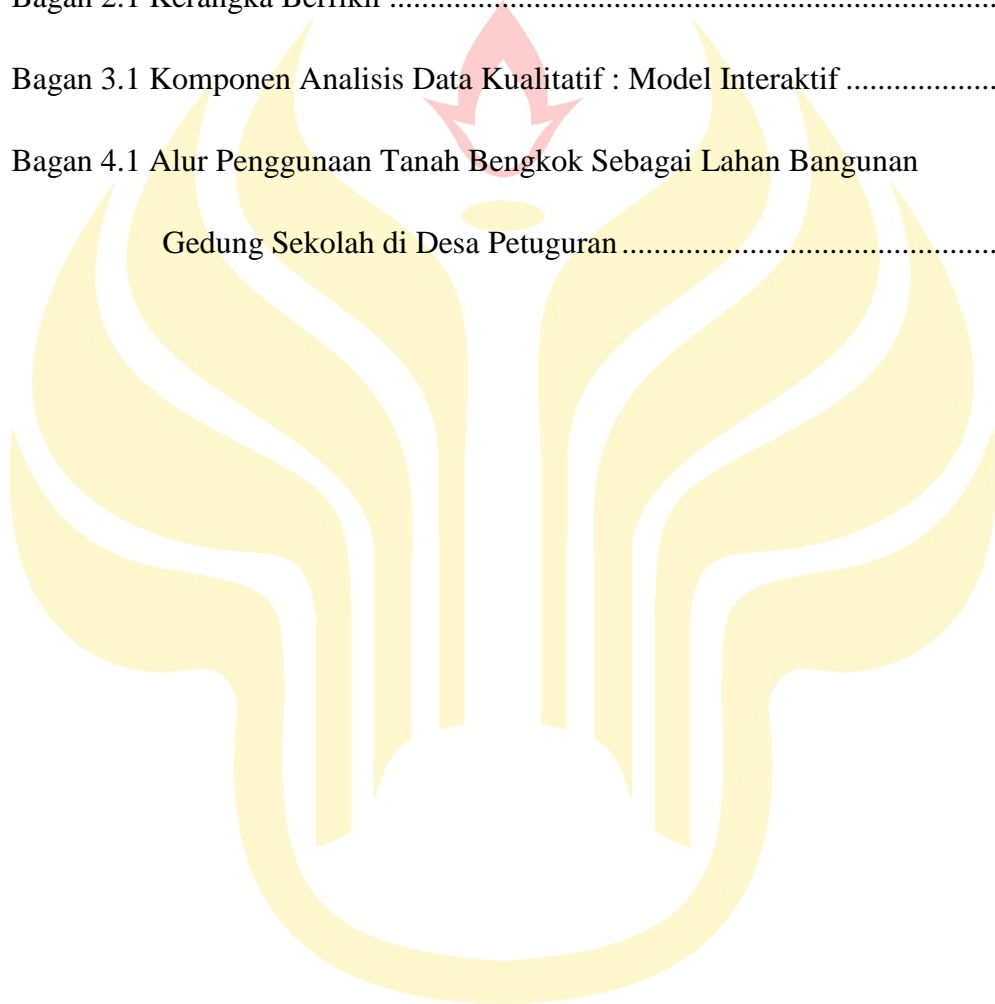 Bagan 2.1 Kerangka Berfikir ............................................................................
Bagan 3.1 Komponen Analisis Data Kualitatif : Model Interaktif ...................
Bagan 4.1 Alur Penggunaan Tanah Bengkok Sebagai Lahan Bangunan
Gedung Sekolah di Desa Petuguran ...............................................